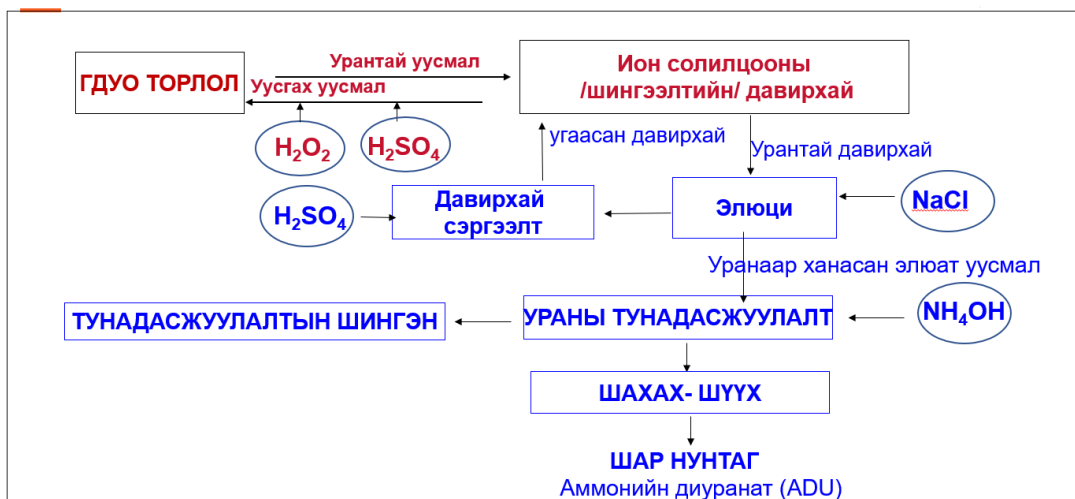 Урантай уусмал
ГДУО ТОРЛОЛ
Уусгах уусмал
Ион солилцооны
/шингээлтийн/ давирхай
H₂O₂
H₂SO₄
угаасан давирхай
Урантай давирхай
H₂SO₄
Давирхай
сэргээлт
Элюци
NaCl
Уранаар ханасан элюат уусмал
ТУНАДАСЖУУЛАЛТЫН ШИНГЭН
УРАНЫ ТУНАДАСЖУУЛАЛТ
NH₄OH
ШАХАХ- ШҮҮХ
ШАР НУНТАГ
Аммонийн диуранат (ADU)